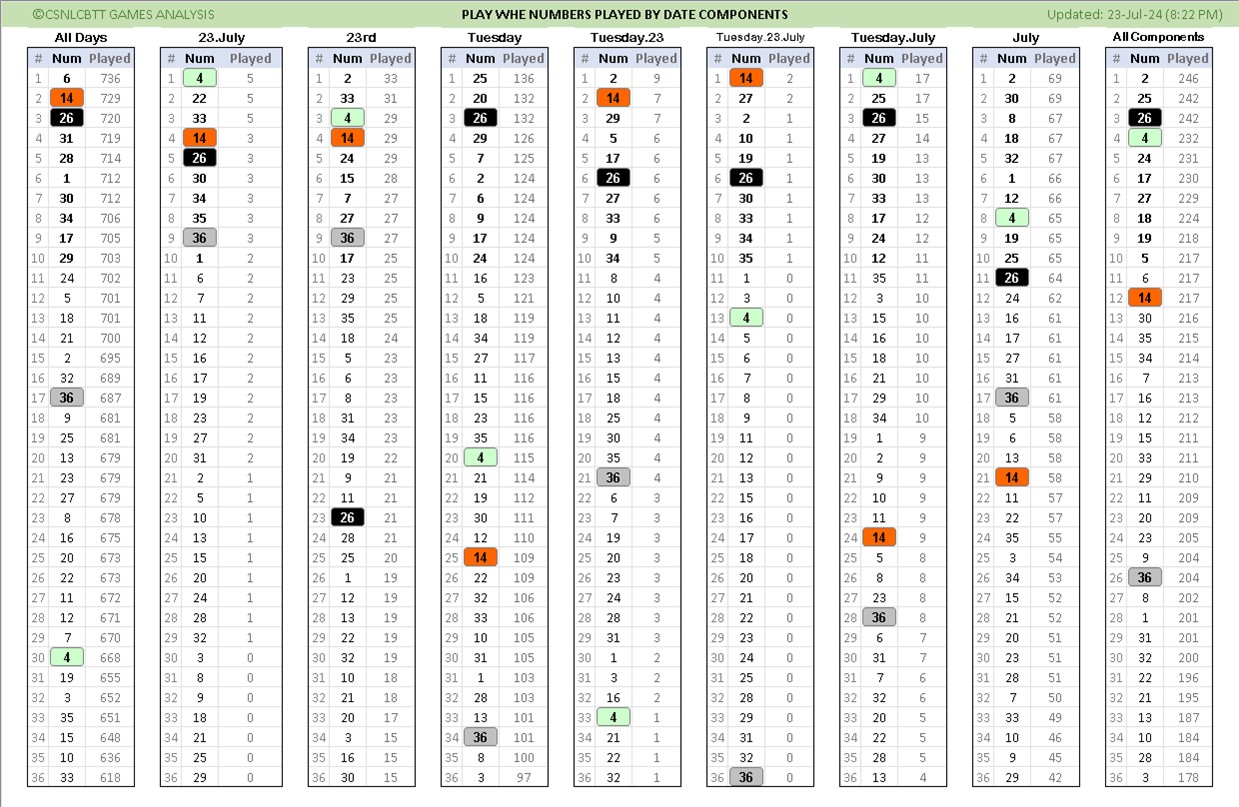 ©CSNLCBTT GAMES ANALYSIS PLAY WHE NUMBERS PLAYED BY DATE COMPONENTS Updated: 23-Jul-24 (8:22 PM)
All Days 23.July 23rd Tuesday Tuesday.23 Tuesday.23.July Tuesday.July July All Components
# Num Played # Num Played # Num Played # Num Played # Num Played # Num Played # Num Played # Num Played # Num Played
1 6 736 1 4 5 1 2 33 1 25 136 1 2 9 1 14 2 1 4 17 1 2 69 1 2 246
2 14 729 2 22 5 2 33 31 2 20 132 2 14 7 2 27 2 2 25 17 2 30 69 2 25 242
3 26 720 3 33 5 3 4 29 3 26 132 3 29 7 3 2 1 3 26 15 3 8 67 3 26 242
4 31 719 4 14 3 4 14 29 4 29 126 4 5 6 4 10 1 4 27 14 4 18 67 4 4 232
5 28 714 5 26 3 5 24 29 5 7 125 5 17 6 5 19 1 5 19 13 5 32 67 5 24 231
6 1 712 6 30 3 6 15 28 6 2 124 6 26 6 6 26 1 6 30 13 6 1 66 6 17 230
7 30 712 7 34 3 7 7 27 7 6 124 7 27 6 7 30 1 7 33 13 7 12 66 7 27 229
8 34 706 8 35 3 8 27 27 8 9 124 8 33 6 8 33 1 8 17 12 8 4 65 8 18 224
9 17 705 9 36 3 9 36 27 9 17 124 9 9 5 9 34 1 9 24 12 9 19 65 9 19 218
10 29 703 10 1 2 10 17 25 10 24 124 10 34 5 10 35 1 10 12 11 10 25 65 10 5 217
11 24 702 11 6 2 11 23 25 11 16 123 11 8 4 11 1 0 11 35 11 11 26 64 11 6 217
12 5 701 12 7 2 12 29 25 12 5 121 12 10 4 12 3 0 12 3 10 12 24 62 12 14 217
13 18 701 13 11 2 13 35 25 13 18 119 13 11 4 13 4 0 13 15 10 13 16 61 13 30 216
14 21 700 14 12 2 14 18 24 14 34 119 14 12 4 14 5 0 14 16 10 14 17 61 14 35 215
15 2 695 15 16 2 15 5 23 15 27 117 15 13 4 15 6 0 15 18 10 15 27 61 15 34 214
16 32 689 16 17 2 16 6 23 16 11 116 16 15 4 16 7 0 16 21 10 16 31 61 16 7 213
17 36 687 17 19 2 17 8 23 17 15 116 17 18 4 17 8 0 17 29 10 17 36 61 17 16 213
18 9 681 18 23 2 18 31 23 18 23 116 18 25 4 18 9 0 18 34 10 18 5 58 18 12 212
19 25 681 19 27 2 19 34 23 19 35 116 19 30 4 19 11 0 19 1 9 19 6 58 19 15 211
20 13 679 20 31 2 20 19 22 20 4 115 20 35 4 20 12 0 20 2 9 20 13 58 20 33 211
21 23 679 21 2 1 21 9 21 21 21 114 21 36 4 21 13 0 21 9 9 21 14 58 21 29 210
22 27 679 22 5 1 22 11 21 22 19 112 22 6 3 22 15 0 22 10 9 22 11 57 22 11 209
23 8 678 23 10 1 23 26 21 23 30 111 23 7 3 23 16 0 23 11 9 23 22 57 23 20 209
24 16 675 24 13 1 24 28 21 24 12 110 24 19 3 24 17 0 24 14 9 24 35 55 24 23 205
25 20 673 25 15 1 25 25 20 25 14 109 25 20 3 25 18 0 25 5 8 25 3 54 25 9 204
26 22 673 26 20 1 26 1 19 26 22 109 26 23 3 26 20 0 26 8 8 26 34 53 26 36 204
27 11 672 27 24 1 27 12 19 27 32 106 27 24 3 27 21 0 27 23 8 27 15 52 27 8 202
28 12 671 28 28 1 28 13 19 28 33 106 28 28 3 28 22 0 28 36 8 28 21 52 28 1 201
29 7 670 29 32 1 29 22 19 29 10 105 29 31 3 29 23 0 29 6 7 29 20 51 29 31 201
30 4 668 30 3 0 30 32 19 30 31 105 30 1 2 30 24 0 30 31 7 30 23 51 30 32 200
31 19 655 31 8 0 31 10 18 31 1 103 31 3 2 31 25 0 31 7 6 31 28 51 31 22 196
32 3 652 32 9 0 32 21 18 32 28 103 32 16 2 32 28 0 32 32 6 32 7 50 32 21 195
33 35 651 33 18 0 33 20 17 33 13 101 33 4 1 33 29 0 33 20 5 33 33 49 33 13 187
34 15 648 34 21 0 34 3 15 34 36 101 34 21 1 34 31 0 34 22 5 34 10 46 34 10 184
35 10 636 35 25 0 35 16 15 35 8 100 35 22 1 35 32 0 35 28 5 35 9 45 35 28 184
36 33 618 36 29 0 36 30 15 36 3 97 36 32 1 36 36 0 36 13 4 36 29 42 36 3 178